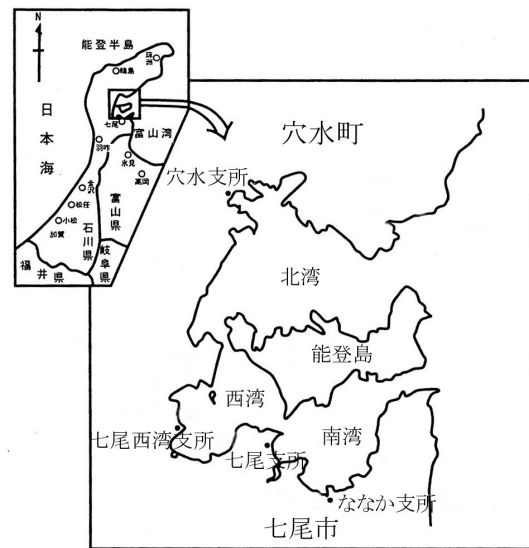 N
能登半島
珠洲
輪島
日本海
七尾
富山湾
羽咋
氷見
高岡
金沢
松任
小松
加賀
石川県
富山県
岐阜県
福井県
穴水町
穴水支所
北湾
能登島
西湾
南湾
七尾西湾支所
七尾支所
ななか支所
七尾市